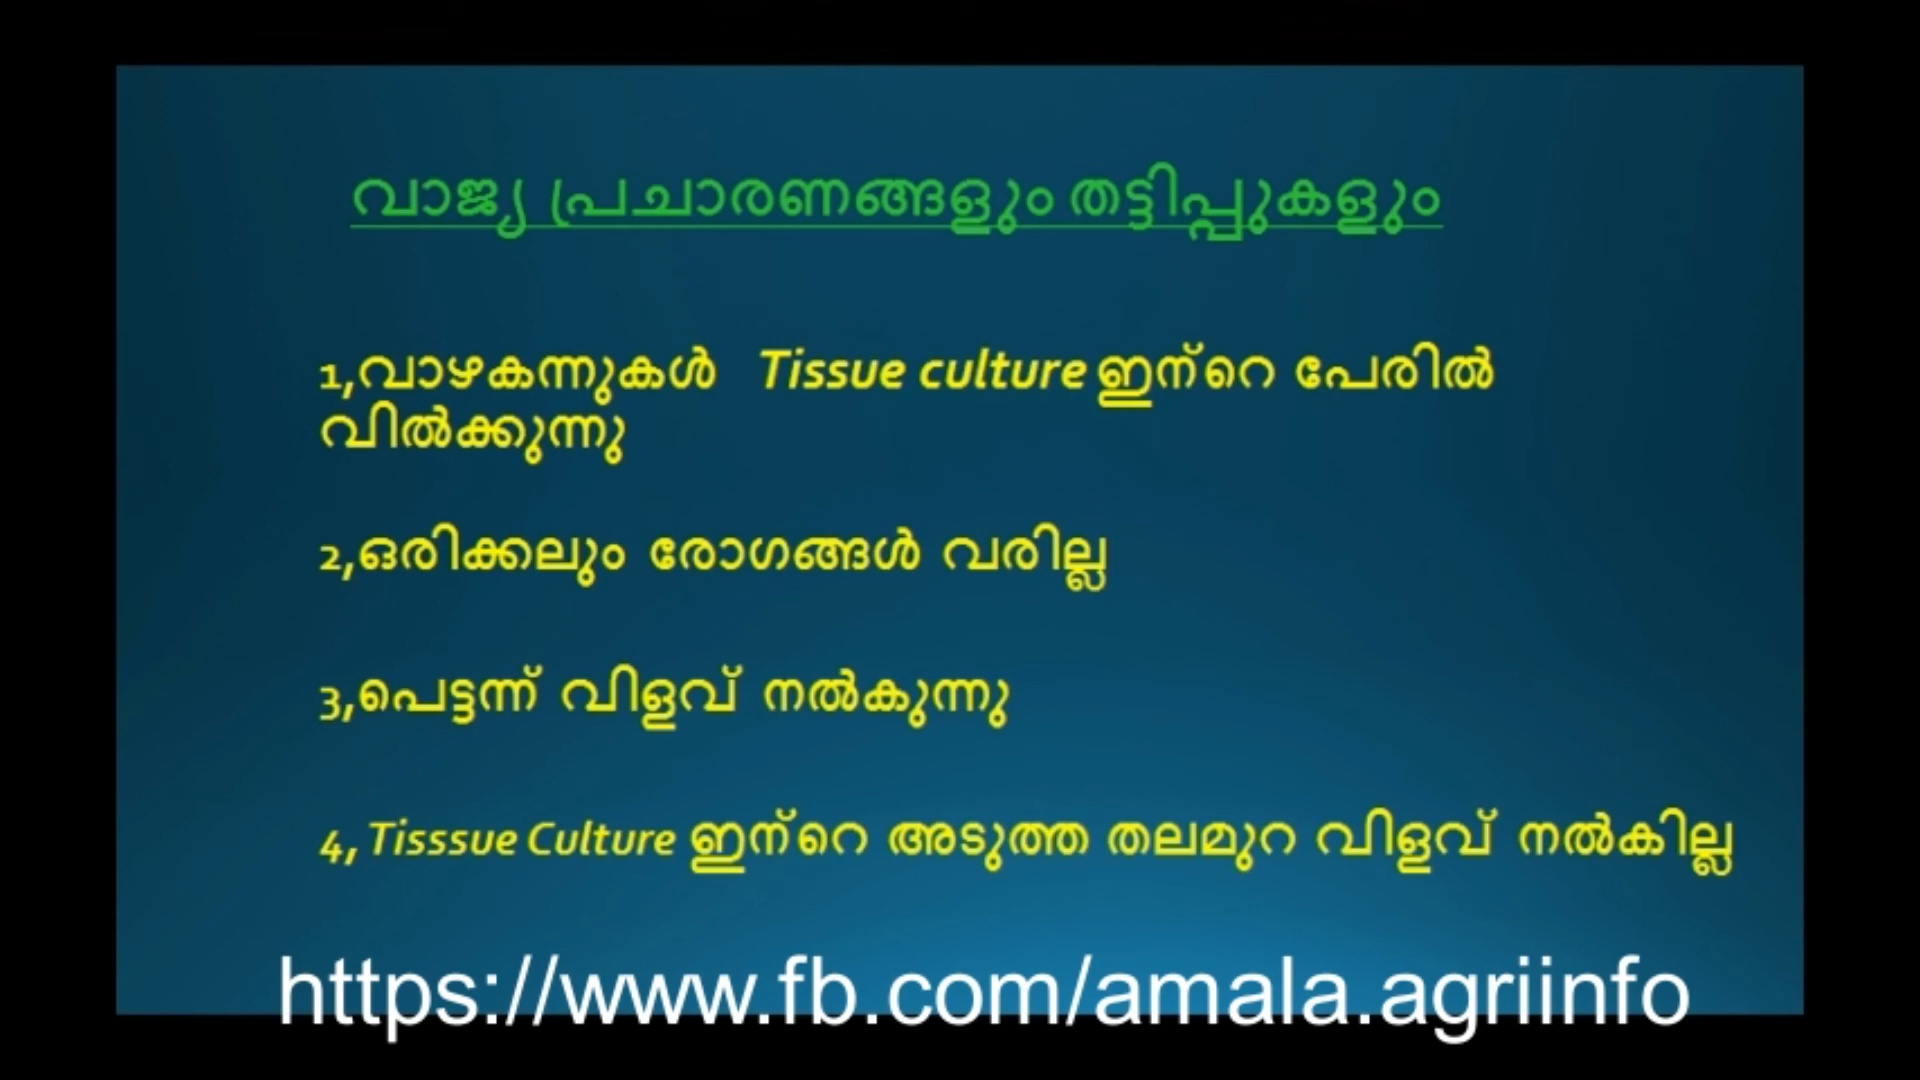 വാജ്യ പ്രചാരണങ്ങളും തട്ടിപ്പുകളും
1,വാഴകന്നുകൾ Tissue culture ഇന്റെ പേരിൽ
വിൽക്കുന്നു
2,ഒരിക്കലും രോഗങ്ങൾ വരില്ല
3,പെട്ടന്ന് വിളവ് നൽകുന്നു
4, Tisssue Culture ഇന്റെ അടുത്ത തലമുറ വിളവ് നൽകില്ല
https://www.fb.com/amala.agriinfo